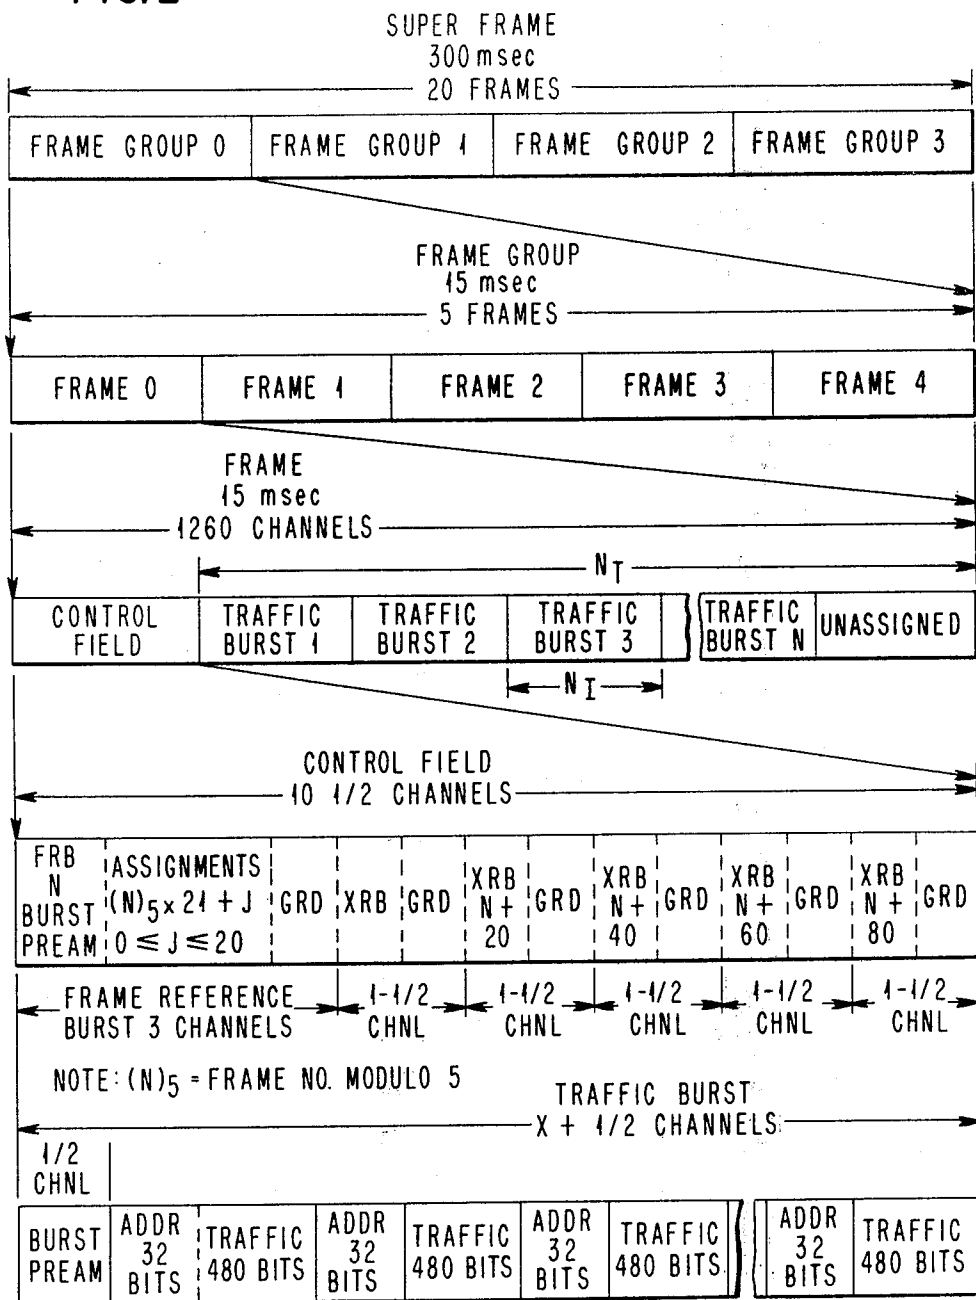 SUPER FRAME
300 msec
20 FRAMES
FRAME GROUP 0 FRAME GROUP 1 FRAME GROUP 2 FRAME GROUP 3
FRAME GROUP
15 msec
5 FRAMES
FRAME 0 FRAME 1 FRAME 2 FRAME 3 FRAME 4
FRAME
15 msec
1260 CHANNELS
N_T
CONTROL FIELD TRAFFIC BURST 1 TRAFFIC BURST 2 TRAFFIC BURST 3 TRAFFIC BURST N UNASSIGNED
N_I
CONTROL FIELD
10 1/2 CHANNELS
FRB N BURST PREAM ASSIGNMENTS (N)5 x 21 + J 0 ≤ J ≤ 20 GRD XRB GRD XRB N + 20 GRD XRB N + 40 GRD XRB N + 60 GRD XRB N + 80 GRD
FRAME REFERENCE BURST 3 CHANNELS 1-1/2 CHNL 1-1/2 CHNL 1-1/2 CHNL 1-1/2 CHNL 1-1/2 CHNL
NOTE: (N)5 = FRAME NO. MODULO 5
TRAFFIC BURST
X + 1/2 CHANNELS
1/2
CHNL
BURST PREAM ADDR 32 BITS TRAFFIC 480 BITS ADDR 32 BITS TRAFFIC 480 BITS ADDR 32 BITS TRAFFIC 480 BITS ADDR 32 BITS TRAFFIC 480 BITS